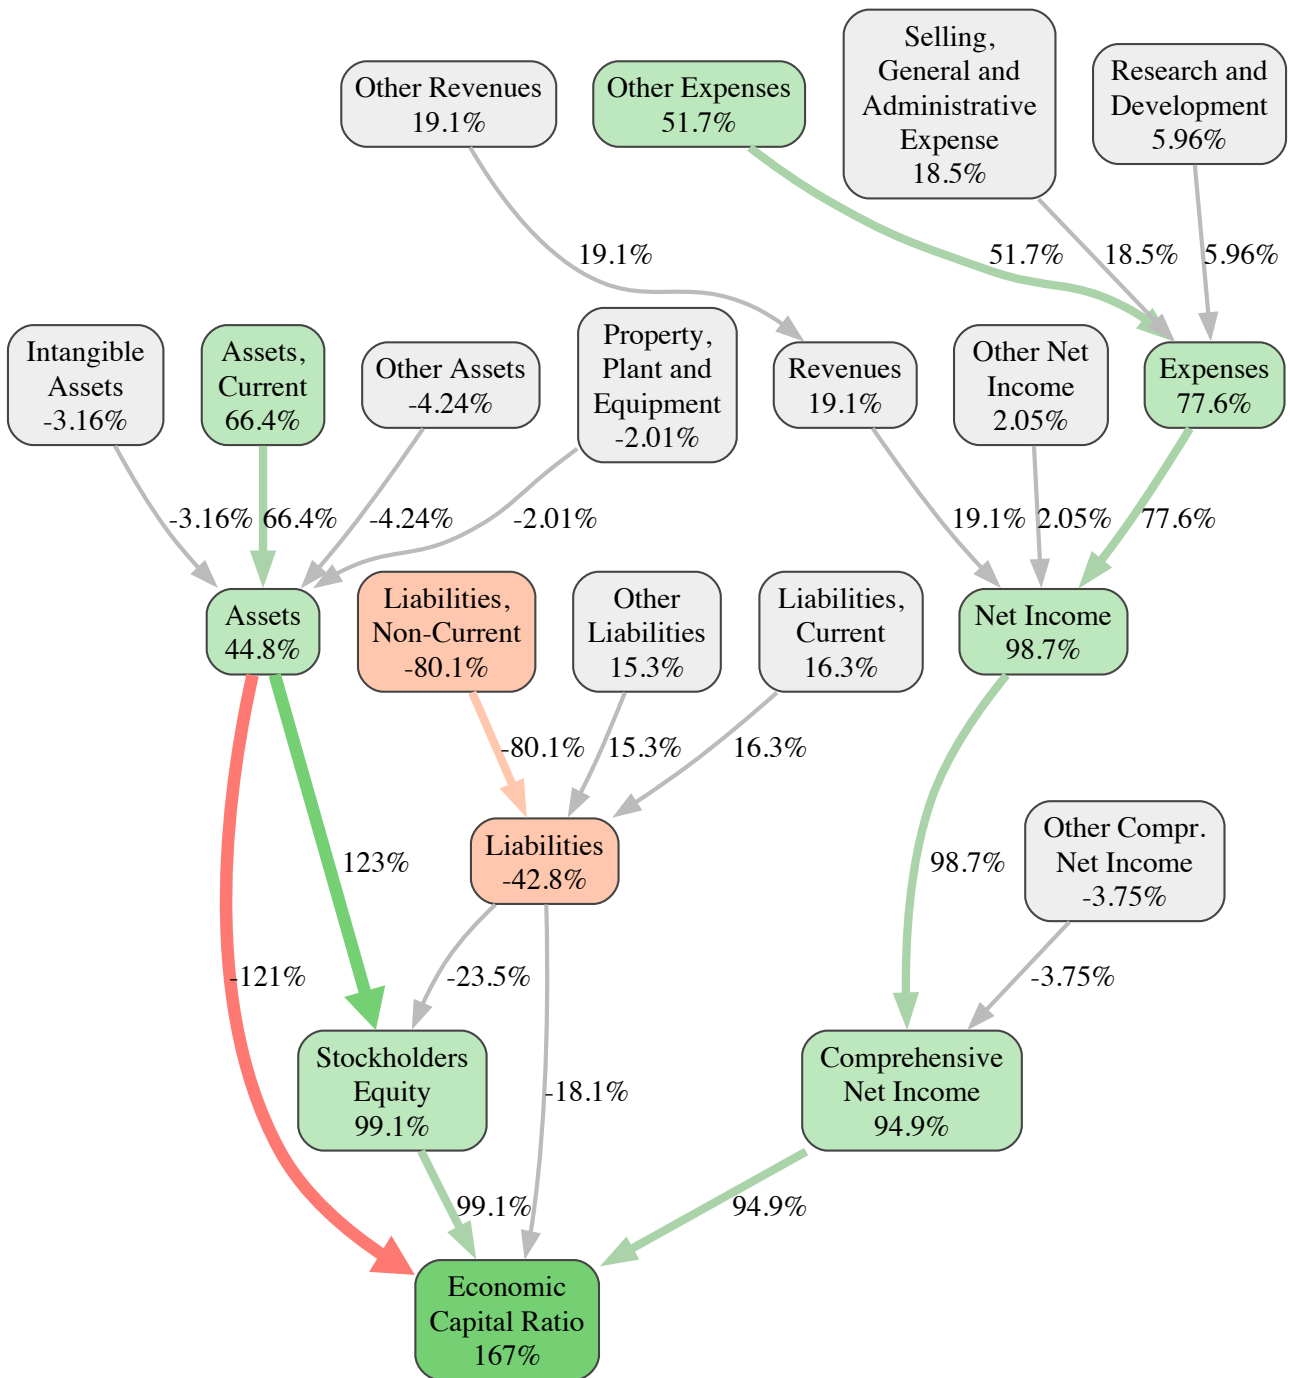 Selling,
General and
Administrative
Expense
18.5%
Other Revenues
19.1%
Other Expenses
51.7%
Research and
Development
5.96%
19.1%
51.7%
18.5%
5.96%
Intangible
Assets
-3.16%
Assets,
Current
66.4%
Other Assets
-4.24%
Property,
Plant and
Equipment
-2.01%
Revenues
19.1%
Other Net
Income
2.05%
Expenses
77.6%
-3.16%
66.4%
-4.24%
-2.01%
19.1%
2.05%
77.6%
Assets
44.8%
Liabilities,
Non-Current
-80.1%
Other
Liabilities
15.3%
Liabilities,
Current
16.3%
Net Income
98.7%
-80.1%
15.3%
16.3%
Liabilities
-42.8%
123%
98.7%
Other Compr.
Net Income
-3.75%
-121%
-23.5%
-3.75%
Stockholders
Equity
99.1%
-18.1%
Comprehensive
Net Income
94.9%
99.1%
94.9%
Economic
Capital Ratio
167%